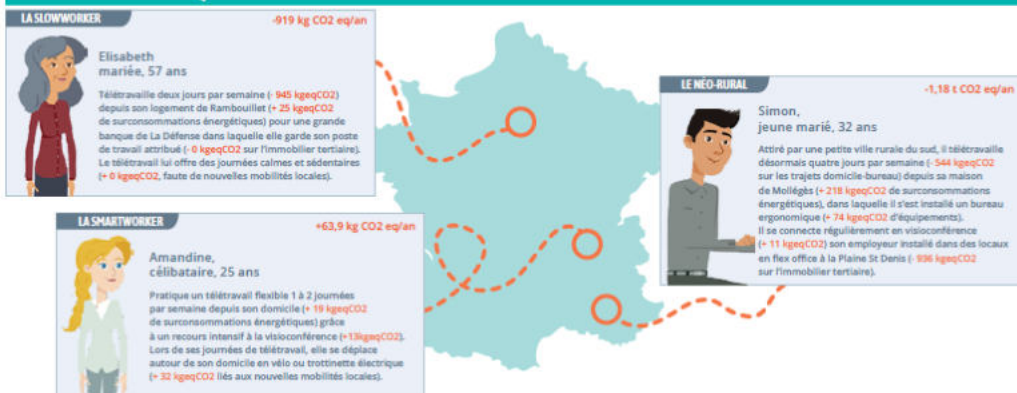 LA SLOWWORKER
-919 kg CO2 eq/an
Elisabeth
mariée, 57 ans
Télétravaille deux jours par semaine (- 945 kgeqCO2)
depuis son logement de Rambouillet (+ 25 kgeqCO2
de surconsommations énergétiques) pour une grande
banque de La Défense dans laquelle elle garde son poste
de travail attribué (- 0 kgeqCO2 sur l'immobilier tertiaire).
Le télétravail lui offre des journées calmes et sédentaires
(+ 0 kgeqCO2, faute de nouvelles mobilités locales).
LE NÉO-RURAL
-1,18 t CO2 eq/an
Simon,
jeune marié, 32 ans
Attiré par une petite ville rurale du sud, il télétravaille
désormais quatre jours par semaine (- 544 kgeqCO2
sur les trajets domicile-bureau) depuis sa maison
de Mollégès (+ 218 kgeqCO2 de surconsommations
énergétiques), dans laquelle il s'est installé un bureau
ergonomique (+ 74 kgeqCO2 d'équipements).
Il se connecte régulièrement en visioconférence
(+ 11 kgeqCO2) son employeur installé dans des locaux
en flex office à la Plaine St Denis (- 936 kgeqCO2
sur l'immobilier tertiaire).
LA SMARTWORKER
+63,9 kg CO2 eq/an
Amandine,
célibataire, 25 ans
Pratique un télétravail flexible 1 à 2 journées
par semaine depuis son domicile (+ 19 kgeqCO2
de surconsommations énergétiques) grâce
à un recours intensif à la visioconférence (+13kgeqCO2).
Lors de ses journées de télétravail, elle se déplace
autour de son domicile en vélo ou trottinette électrique
(+ 32 kgeqCO2 liés aux nouvelles mobilités locales).